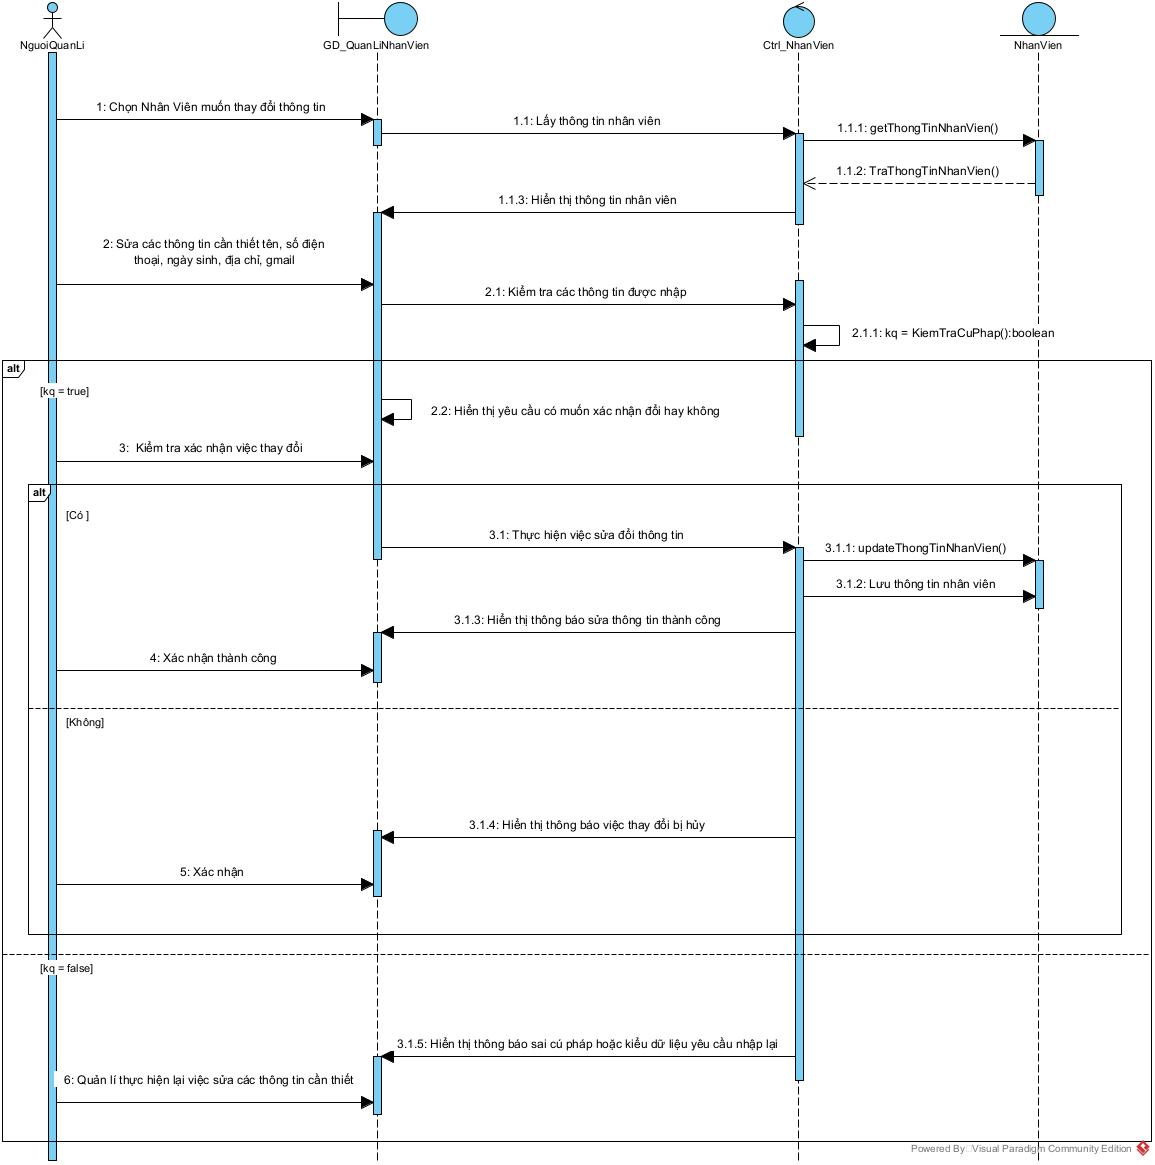 NguoiQuanLi
GD_QuanLiNhanVien
Ctrl_NhanVien
NhanVien
1: Chọn Nhân Viên muốn thay đổi thông tin
1.1: Lấy thông tin nhân viên
1.1.1: getThongTinNhanVien()
1.1.2: TraThongTinNhanVien()
1.1.3: Hiển thị thông tin nhân viên
2: Sửa các thông tin cần thiết tên, số điện
thoại, ngày sinh, địa chỉ, gmail
2.1: Kiểm tra các thông tin được nhập
2.1.1: kq = KiemTraCuPhap():boolean
alt
[kq = true]
2.2: Hiển thị yêu cầu có muốn xác nhận đổi hay không
3:  Kiểm tra xác nhận việc thay đổi
alt
[Có ]
3.1: Thực hiện việc sửa đổi thông tin
3.1.1: updateThongTinNhanVien()
3.1.2: Lưu thông tin nhân viên
3.1.3: Hiển thị thông báo sửa thông tin thành công
4: Xác nhận thành công
[Không]
3.1.4: Hiển thị thông báo việc thay đổi bị hủy
5: Xác nhận
[kq = false]
3.1.5: Hiển thị thông báo sai cú pháp hoặc kiểu dữ liệu yêu cầu nhập lại
6: Quản lí thực hiện lại việc sửa các thông tin cần thiết
Powered By Visual Paradigm Community Edition